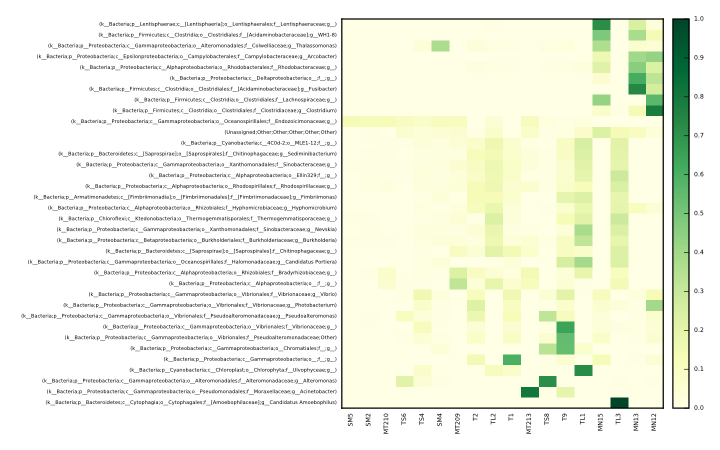 (k__Bacteria;p__Lentisphaerae;c__[Lentisphaeria];o__Lentisphaerales;f__Lentisphaeraceae;g__)
(k__Bacteria;p__Firmicutes;c__Clostridia;o__Clostridiales;f__[Acidaminobacteraceae];g__WH1-8)
(k__Bacteria;p__Proteobacteria;c__Gammaproteobacteria;o__Alteromonadales;f__Colwelliaceae;g__Thalassomonas)
(k__Bacteria;p__Proteobacteria;c__Epsilonproteobacteria;o__Campylobacterales;f__Campylobacteraceae;g__Arcobacter)
(k__Bacteria;p__Proteobacteria;c__Alphaproteobacteria;o__Rhodobacterales;f__Rhodobacteraceae;g__)
(k__Bacteria;p__Proteobacteria;c__Deltaproteobacteria;o__;f__;g__)
(k__Bacteria;p__Firmicutes;c__Clostridia;o__Clostridiales;f__[Acidaminobacteraceae];g__Fusibacter)
(k__Bacteria;p__Firmicutes;c__Clostridia;o__Clostridiales;f__Lachnospiraceae;g__)
(k__Bacteria;p__Firmicutes;c__Clostridia;o__Clostridiales;f__Clostridiaceae;g__Clostridium)
(k__Bacteria;p__Proteobacteria;c__Gammaproteobacteria;o__Oceanospirillales;f__Endozoicimonaceae;g__)
(Unassigned;Other;Other;Other;Other;Other)
(k__Bacteria;p__Cyanobacteria;c__4C0d-2;o__MLE1-12;f__;g__)
(k__Bacteria;p__Bacteroidetes;c__[Saprospirae];o__[Saprospirales];f__Chitinophagaceae;g__Sediminibacterium)
(k__Bacteria;p__Proteobacteria;c__Gammaproteobacteria;o__Xanthomonadales;f__Sinobacteraceae;g__)
(k__Bacteria;p__Proteobacteria;c__Alphaproteobacteria;o__Ellin329;f__;g__)
(k__Bacteria;p__Proteobacteria;c__Alphaproteobacteria;o__Rhodospirillales;f__Rhodospirillaceae;g__)
(k__Bacteria;p__Armatimonadetes;c__[Fimbriimonadia];o__[Fimbriimonadales];f__[Fimbriimonadaceae];g__Fimbriimonas)
(k__Bacteria;p__Proteobacteria;c__Alphaproteobacteria;o__Rhizobiales;f__Hyphomicrobiaceae;g__Hyphomicrobium)
(k__Bacteria;p__Chloroflexi;c__Ktedonobacteria;o__Thermogemmatisporales;f__Thermogemmatisporaceae;g__)
(k__Bacteria;p__Proteobacteria;c__Gammaproteobacteria;o__Xanthomonadales;f__Sinobacteraceae;g__Nevskia)
(k__Bacteria;p__Proteobacteria;c__Betaproteobacteria;o__Burkholderiales;f__Burkholderiaceae;g__Burkholderia)
(k__Bacteria;p__Bacteroidetes;c__[Saprospirae];o__[Saprospirales];f__Chitinophagaceae;g__)
(k__Bacteria;p__Proteobacteria;c__Gammaproteobacteria;o__Oceanospirillales;f__Halomonadaceae;g__Candidatus Portiera)
(k__Bacteria;p__Proteobacteria;c__Alphaproteobacteria;o__Rhizobiales;f__Bradyrhizobiaceae;g__)
(k__Bacteria;p__Proteobacteria;c__Alphaproteobacteria;o__;f__;g__)
(k__Bacteria;p__Proteobacteria;c__Gammaproteobacteria;o__Vibrionales;f__Vibrionaceae;g__Vibrio)
(k__Bacteria;p__Proteobacteria;c__Gammaproteobacteria;o__Vibrionales;f__Vibrionaceae;g__Photobacterium)
(k__Bacteria;p__Proteobacteria;c__Gammaproteobacteria;o__Vibrionales;f__Pseudoalteromonadaceae;g__Pseudoalteromonas)
(k__Bacteria;p__Proteobacteria;c__Gammaproteobacteria;o__Vibrionales;f__Vibrionaceae;g__)
(k__Bacteria;p__Proteobacteria;c__Gammaproteobacteria;o__Vibrionales;f__Pseudoalteromonadaceae;Other)
(k__Bacteria;p__Proteobacteria;c__Gammaproteobacteria;o__Chromatiales;f__;g__)
(k__Bacteria;p__Proteobacteria;c__Gammaproteobacteria;o__;f__;g__)
(k__Bacteria;p__Cyanobacteria;c__Chloroplast;o__Chlorophyta;f__Ulvophyceae;g__)
(k__Bacteria;p__Proteobacteria;c__Gammaproteobacteria;o__Alteromonadales;f__Alteromonadaceae;g__Alteromonas)
(k__Bacteria;p__Proteobacteria;c__Gammaproteobacteria;o__Pseudomonadales;f__Moraxellaceae;g__Acinetobacter)
(k__Bacteria;p__Bacteroidetes;c__Cytophagia;o__Cytophagales;f__[Amoebophilaceae];g__Candidatus Amoebophilus)
SM5 SM2 MT210 TS6 TS4 SM4 MT209 T2 TL2 T1 MT213 TS8 T9 TL1 MN15 TL3 MN13 MN12
1.0
0.9
0.8
0.7
0.6
0.5
0.4
0.3
0.2
0.1
0.0